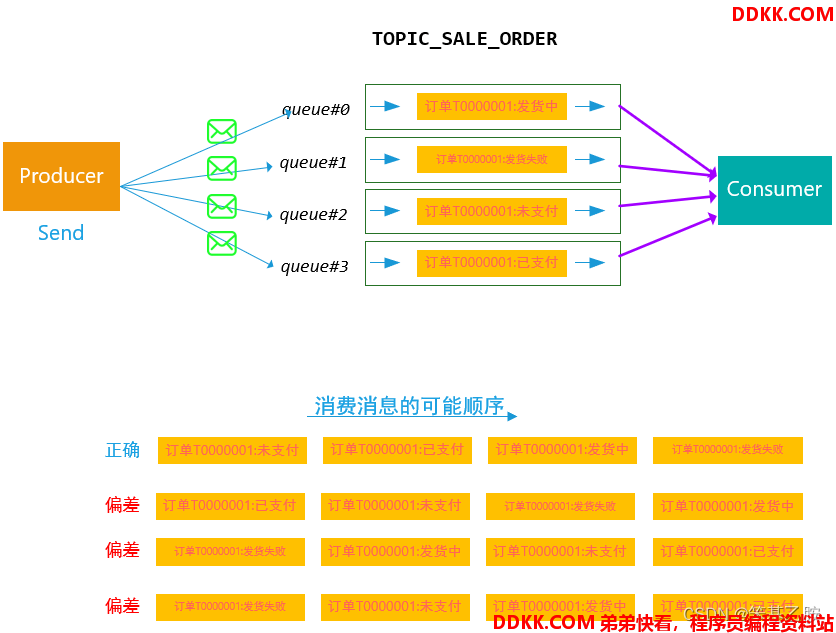 DDKK.COM
TOPIC_SALE_ORDER
queue#0
订单T0000001:发货中
queue#1
订单T0000001:发货失败
Producer
Consumer
queue#2
订单T0000001:未支付
Send
queue#3
订单T0000001:已支付
消费消息的可能顺序
正确 订单T0000001:未支付 订单T0000001:已支付 订单T0000001:发货中 订单T0000001:发货失败
偏差 订单T0000001:已支付 订单T0000001:未支付 订单T0000001:发货失败 订单T0000001:发货中
偏差 订单T0000001:发货失败 订单T0000001:发货中 订单T0000001:未支付 订单T0000001:已支付
偏差 订单T0000001:发货失败 订单T0000001:未支付 订单T0000001:发货中 订单T0000001:已支付
CSDN
DDKK.COM 弟弟快看，程序员编程资料站